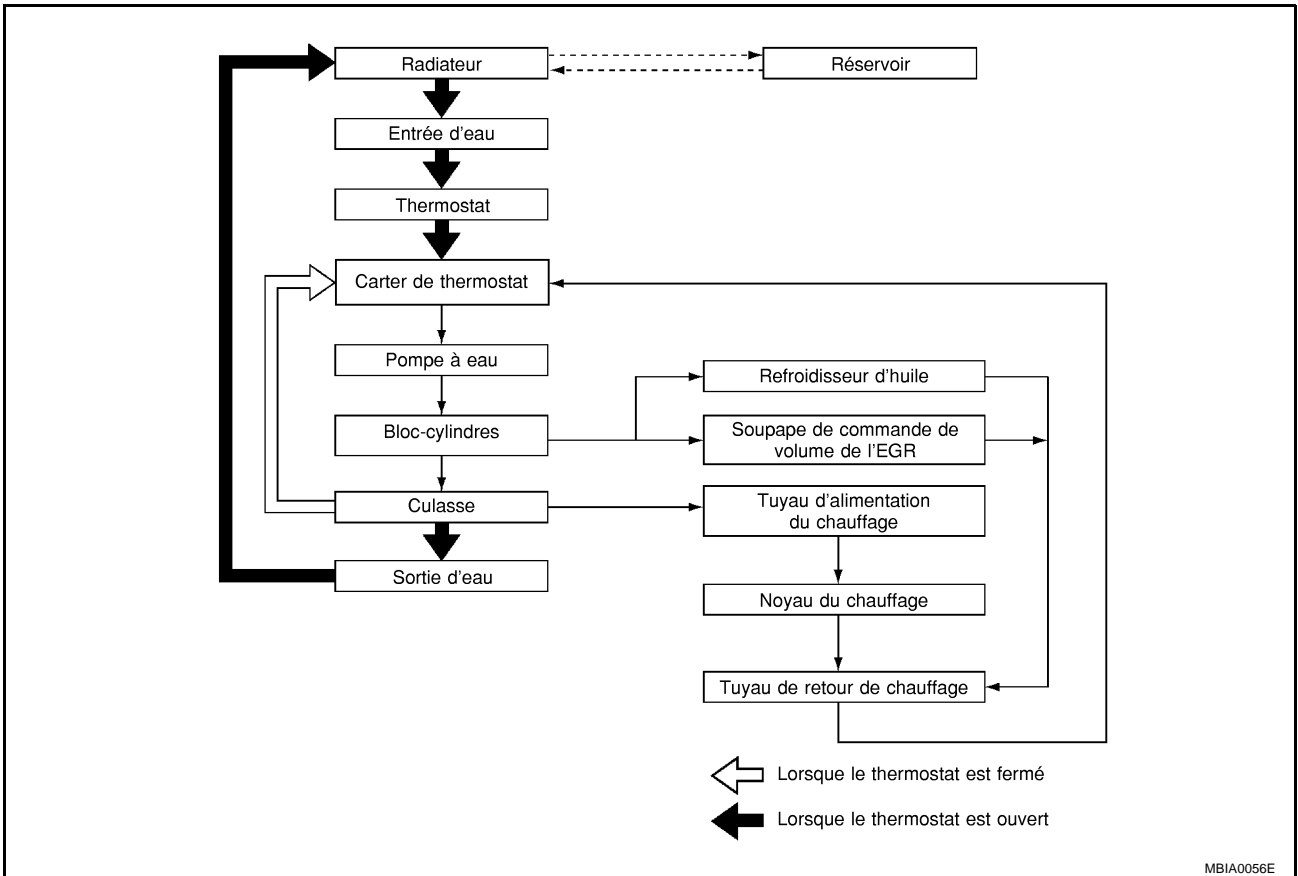 Radiateur
Réservoir
Entrée d'eau
Thermostat
Carter de thermostat
Pompe à eau
Refroidisseur d'huile
Bloc-cylindres
Soupape de commande de
volume de l'EGR
Culasse
Tuyau d'alimentation
du chauffage
Sortie d'eau
Noyau du chauffage
Tuyau de retour de chauffage
Lorsque le thermostat est fermé
Lorsque le thermostat est ouvert
MBIA0056E